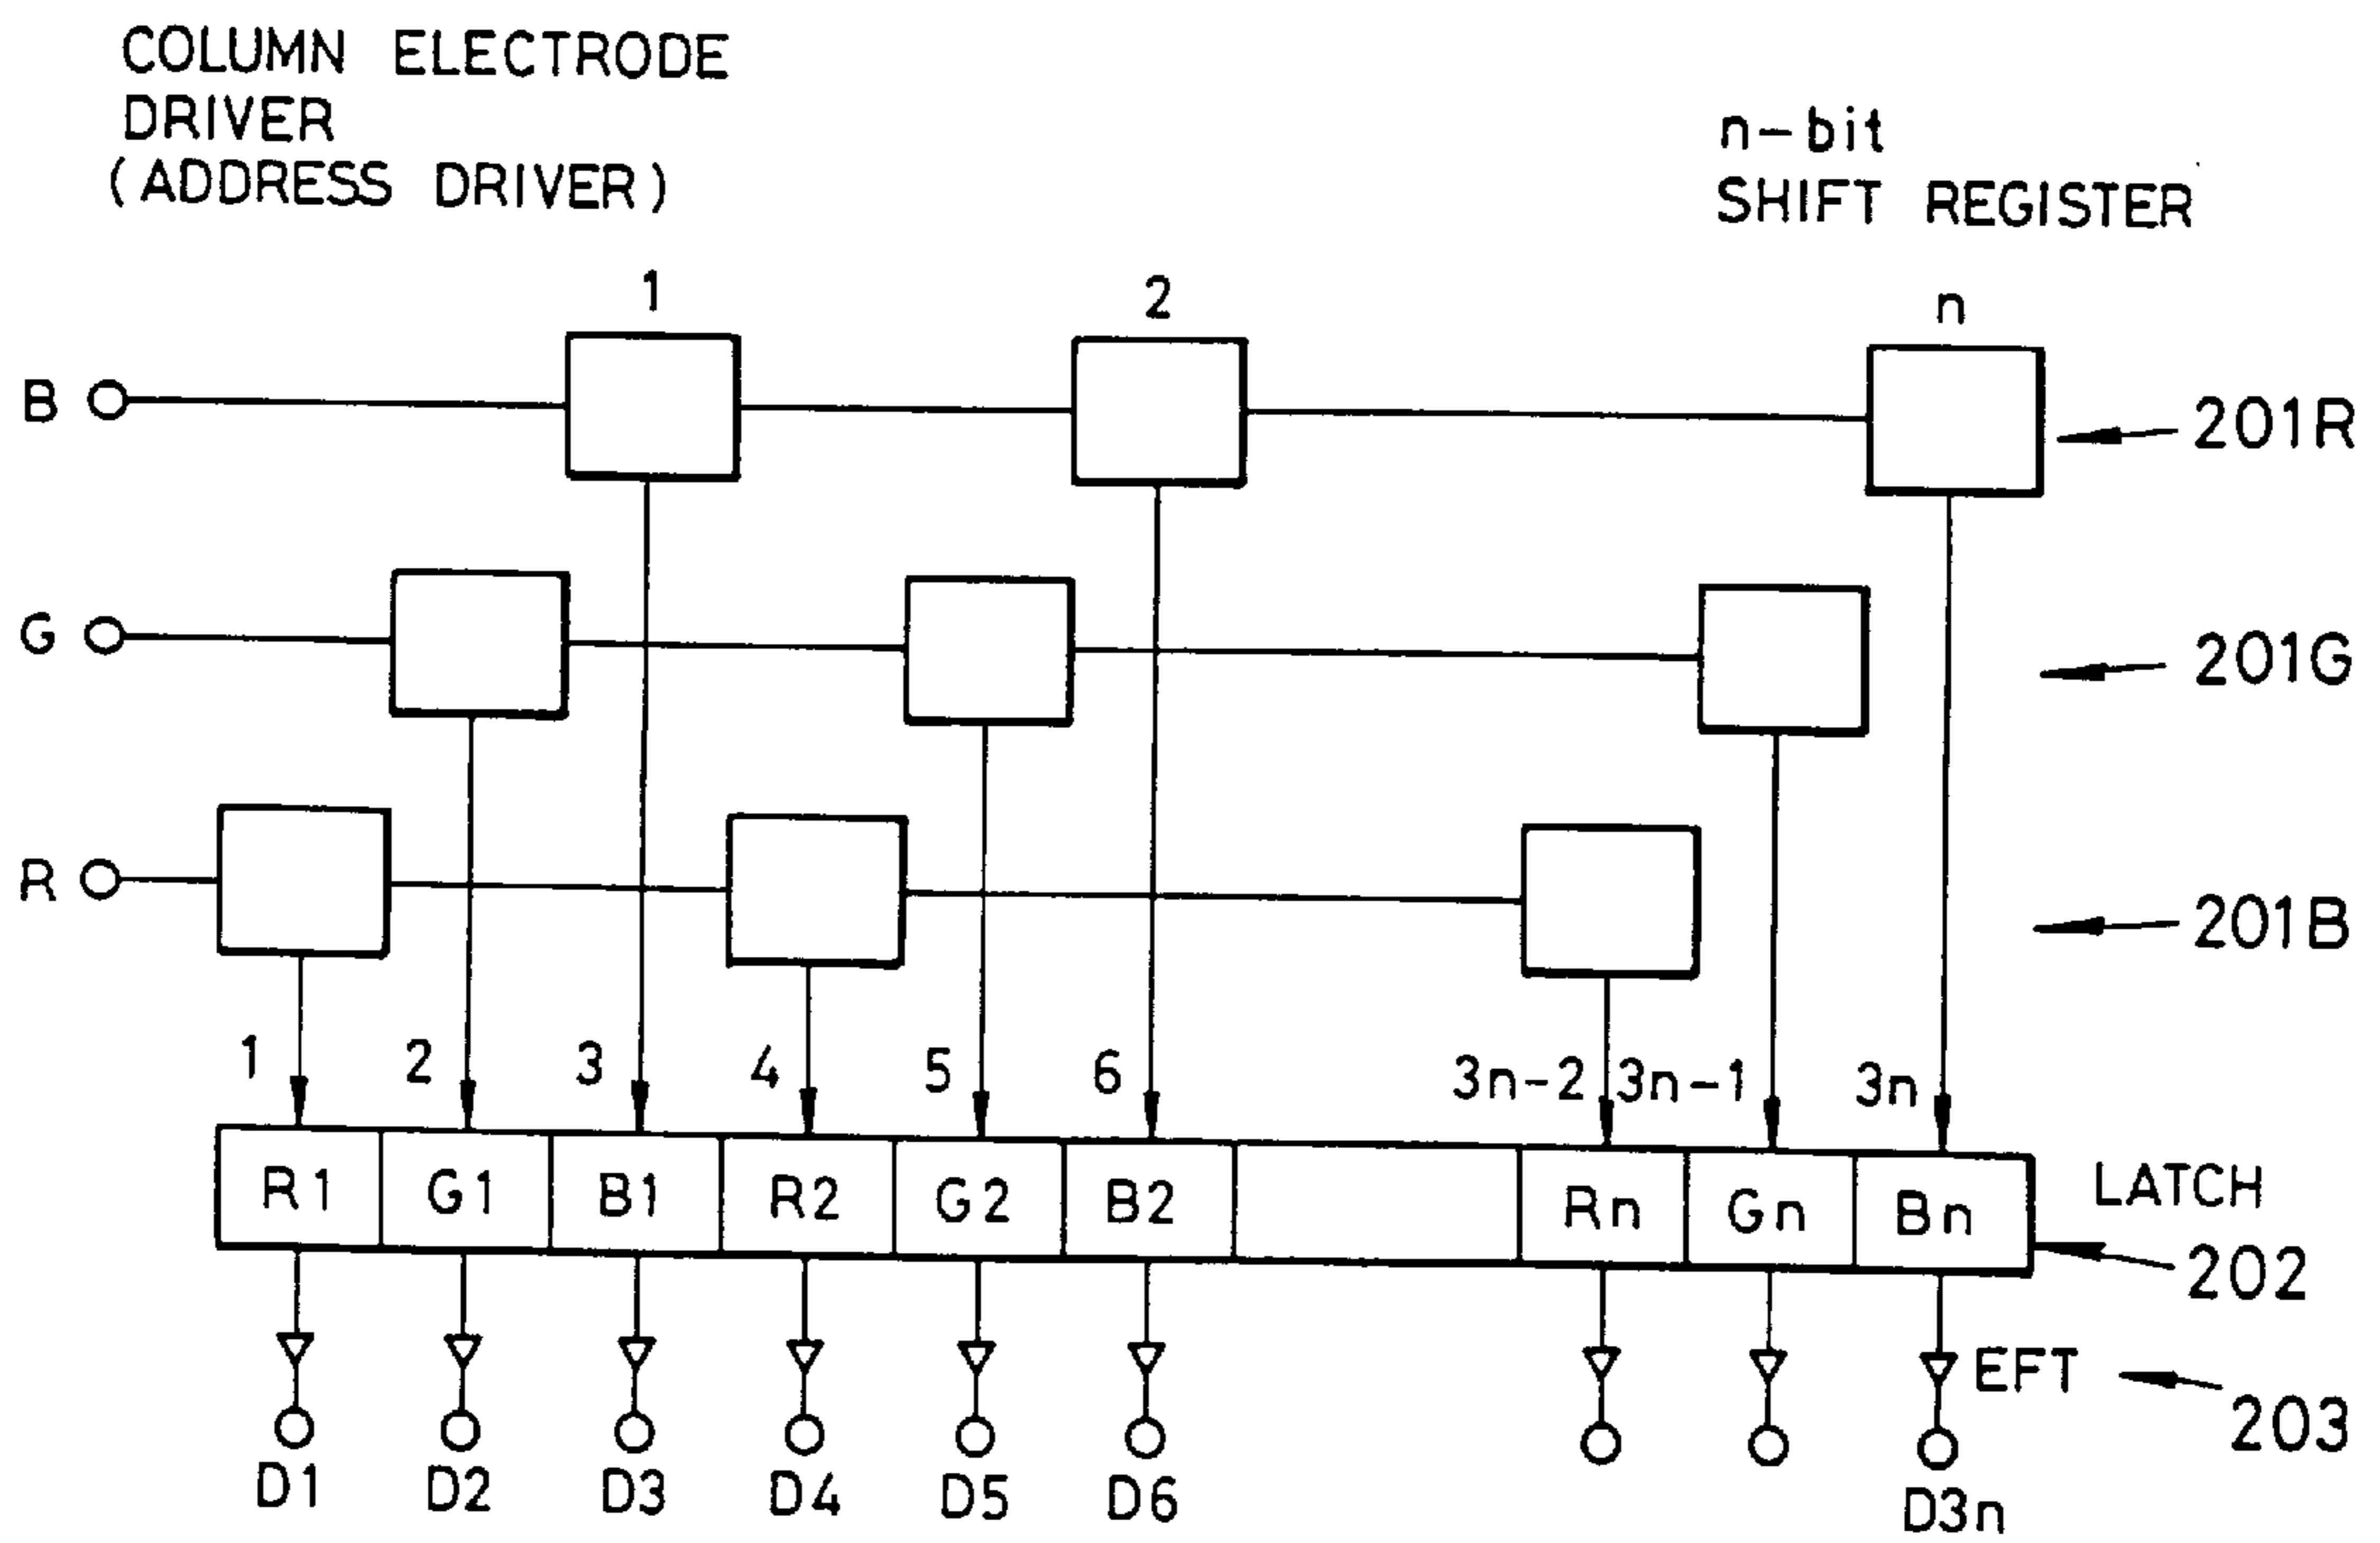 COLUMN ELECTRODE
DRIVER
(ADDRESS DRIVER)
n-bit
SHIFT REGISTER
1 2 n
B 201R
G 201G
R 201B
1 2 3 4 5 6 3n-2 3n-1 3n
R1 G1 B1 R2 G2 B2 Rn Gn Bn LATCH
202
EFT
203
D1 D2 D3 D4 D5 D6 D3n